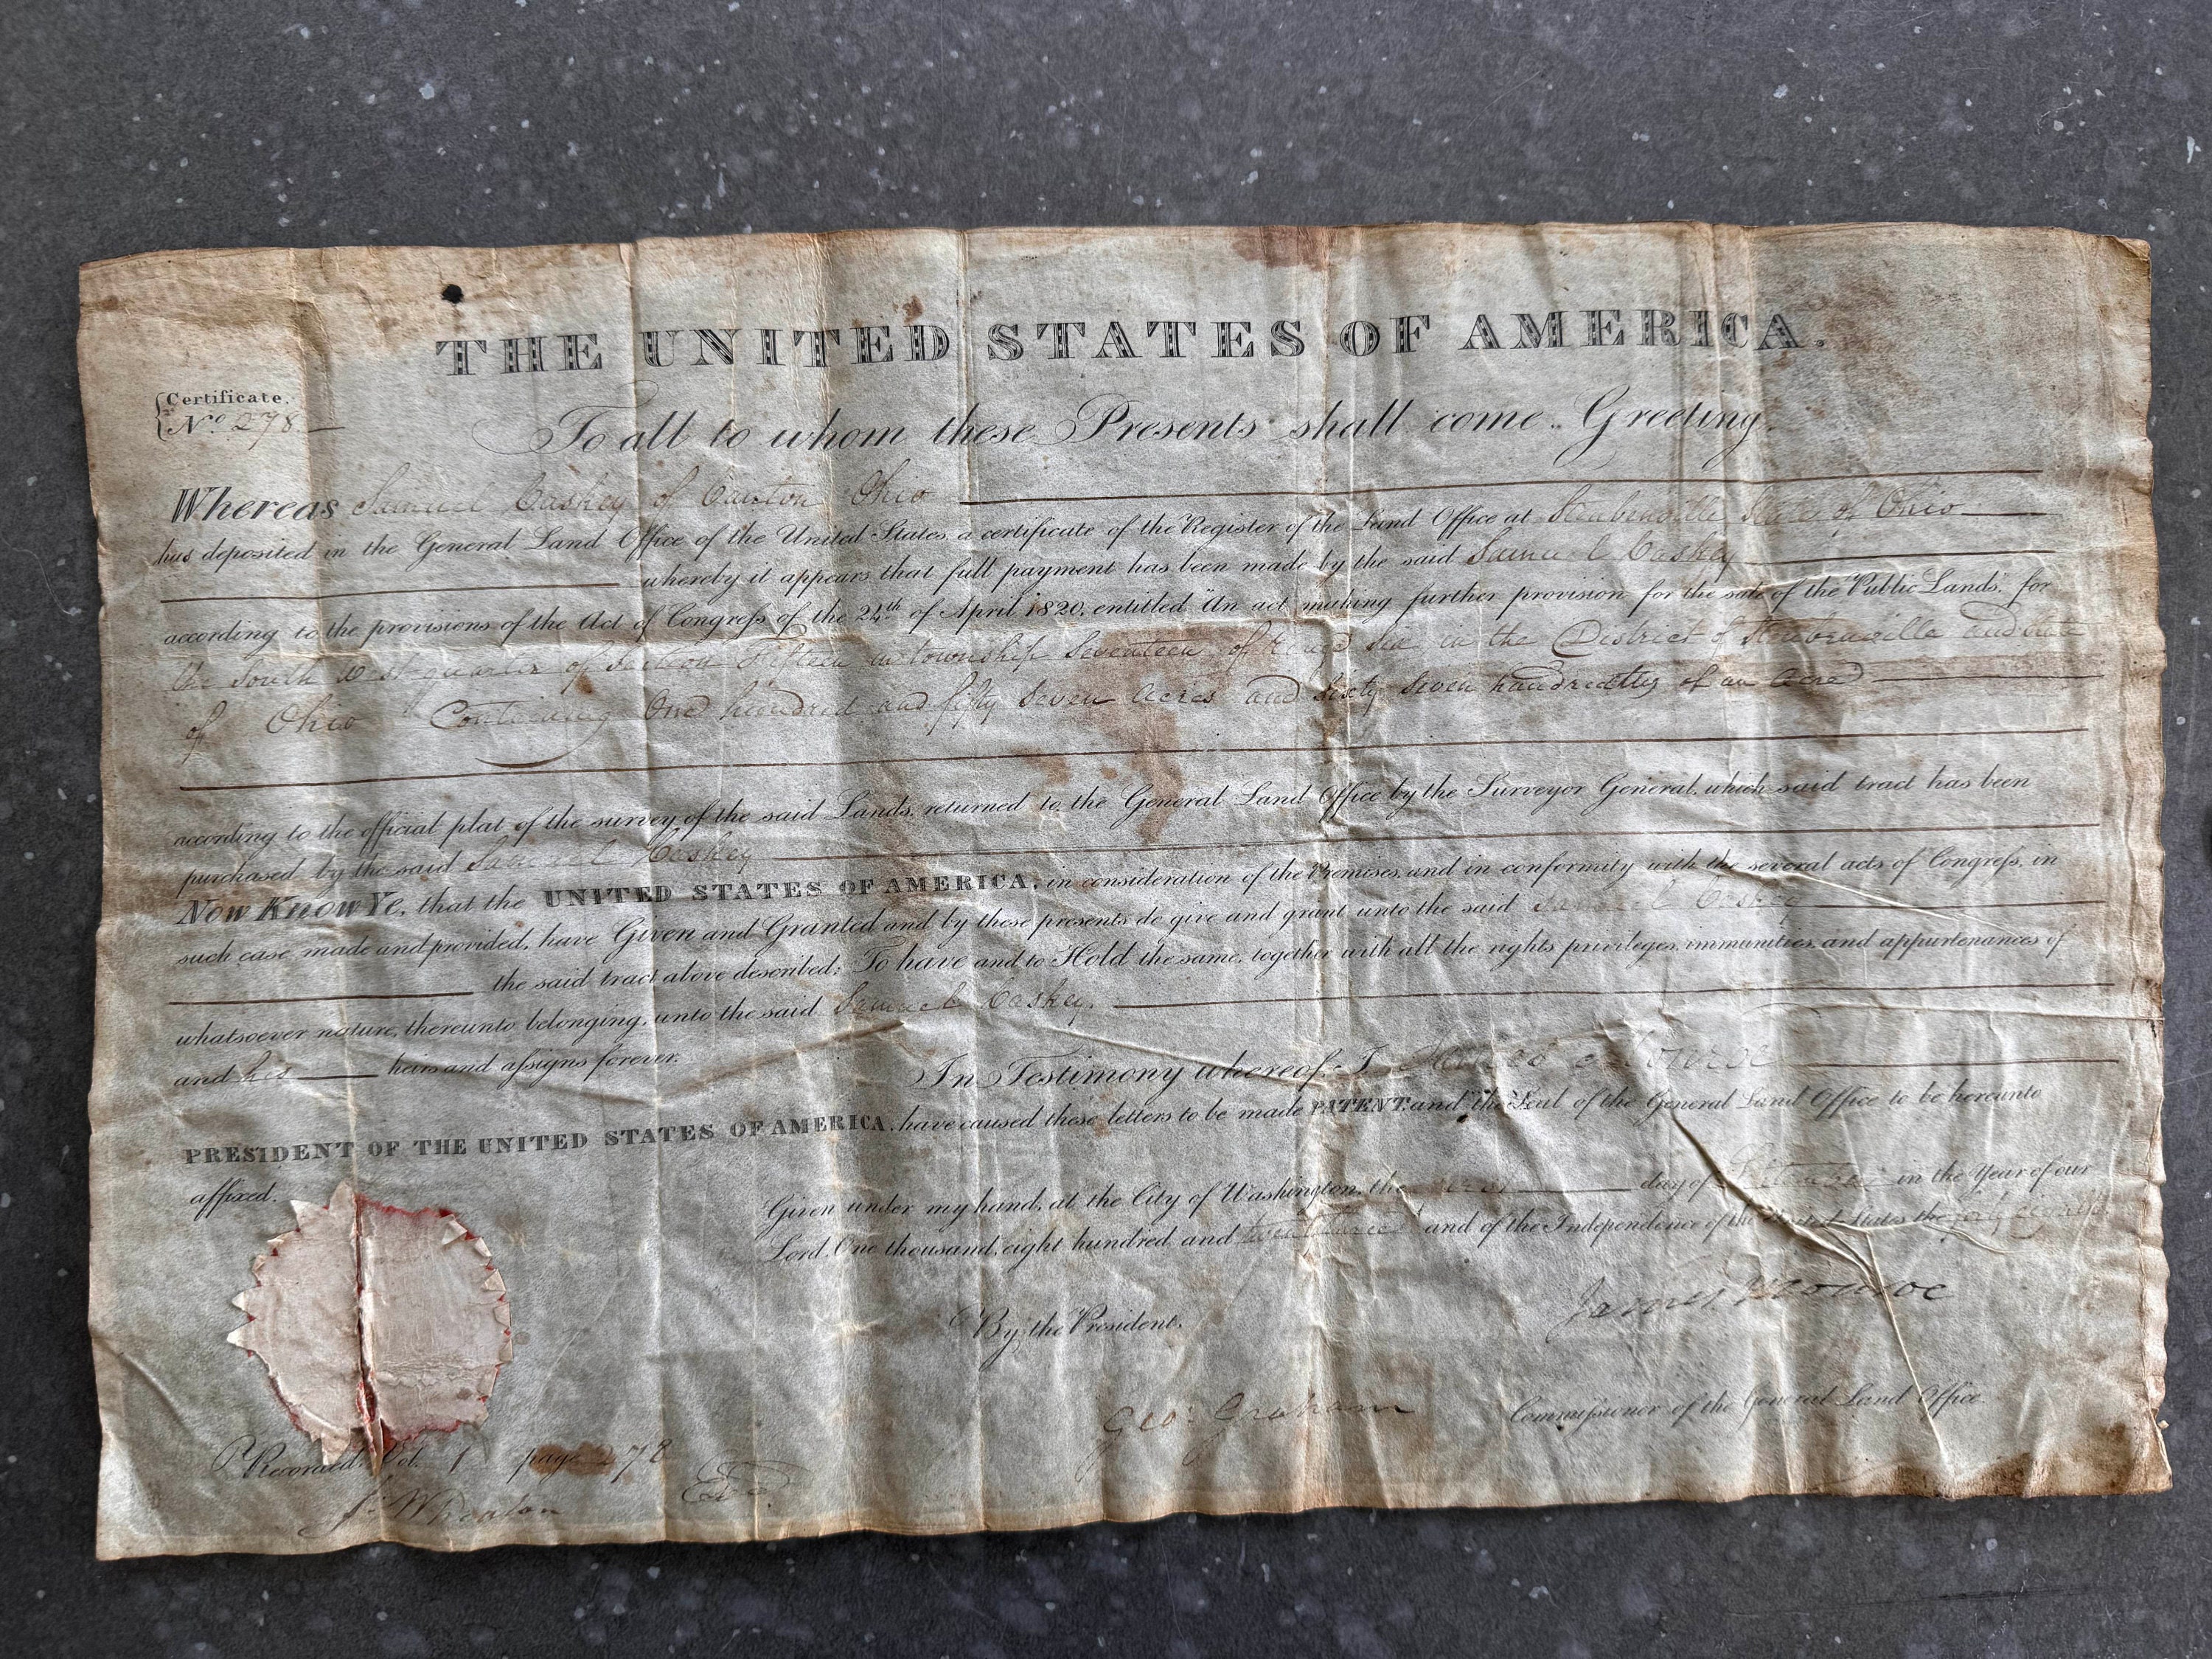 THE UNITED STATES OF AMERICA.
Certificate.
No. 278
To all to whom these Presents shall come Greeting.
Whereas Samuel Caskey of Canton Ohio
has deposited in the General Land Office of the United States a certificate of the Register of the Land Office at Steubenville State of Ohio
whereby it appears that full payment has been made by the said Samuel Caskey
according to the provisions of the Act of Congreſs of the 24th of April 1820, entitled "An act making further provision for the sale of the Public Lands," for
the South West quarter of Section Fifteen in township Seventeen of Range Six in the District of Steubenville and State
of Ohio Containing One hundred and fifty Seven acres and Sixty Seven hundredths of an Acre
according to the official plat of the survey of the said Lands, returned to the General Land Office by the Surveyor General, which said tract has been
purchased by the said Samuel Caskey
Now Know Ye, that the UNITED STATES OF AMERICA, in consideration of the Premises, and in conformity with the several acts of Congreſs, in
such case made and provided, have Given and Granted and by these presents do give and grant unto the said Samuel Caskey
the said tract above described; To have and to Hold the same, together with all the rights privileges, immunities, and appurtenances of
whatsoever nature, thereunto belonging, unto the said Samuel Caskey.
and his heirs and aſsigns forever.
In Testimony whereof, I James Monroe
PRESIDENT OF THE UNITED STATES OF AMERICA, have caused these letters to be made PATENT, and the Seal of the General Land Office to be hereunto
affixed.
Given under my hand, at the City of Washington, the day of in the Year of our
Lord, One thousand, eight hundred and and of the Independence of the United States the forty eighth
James Monroe
By the President.
Geo: Graham Commiſsioner of the General Land Office.
Recorded, Vol. 1 page 278
J. Wheaton